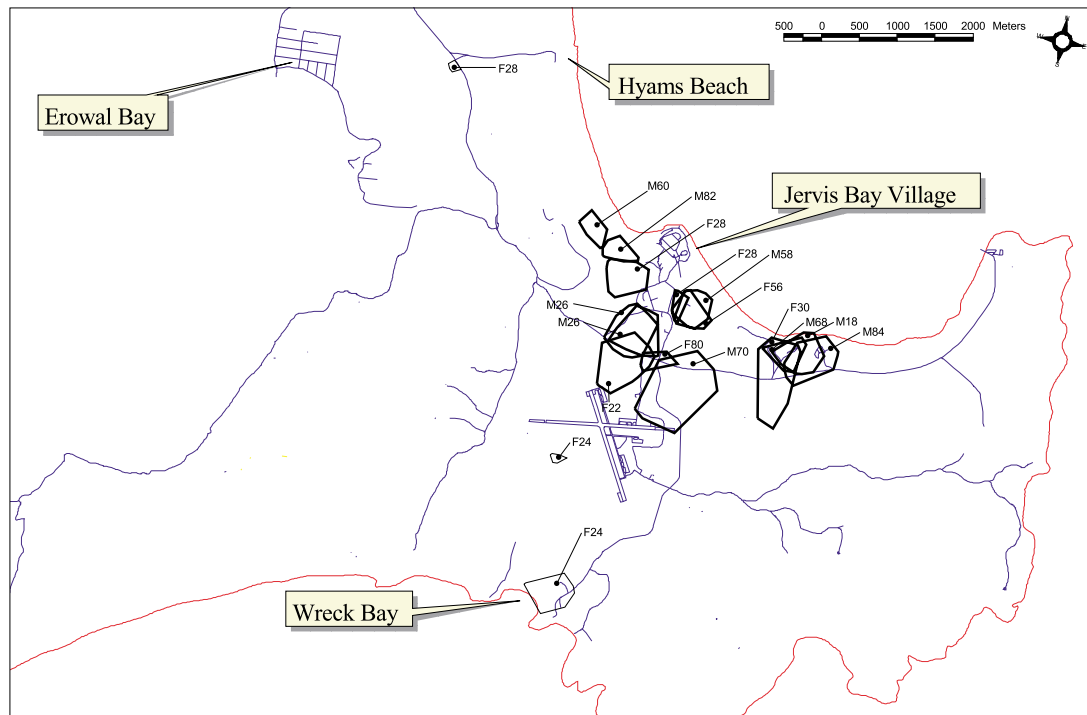 500 0 500 1000 1500 2000 Meters
N
W E
S
F28
Hyams Beach
Erowal Bay
M60
M82
Jervis Bay Village
F28
F28
M58
F56
M26
M26
F30
M68
M18
M84
F80
M70
F22
F24
F24
Wreck Bay